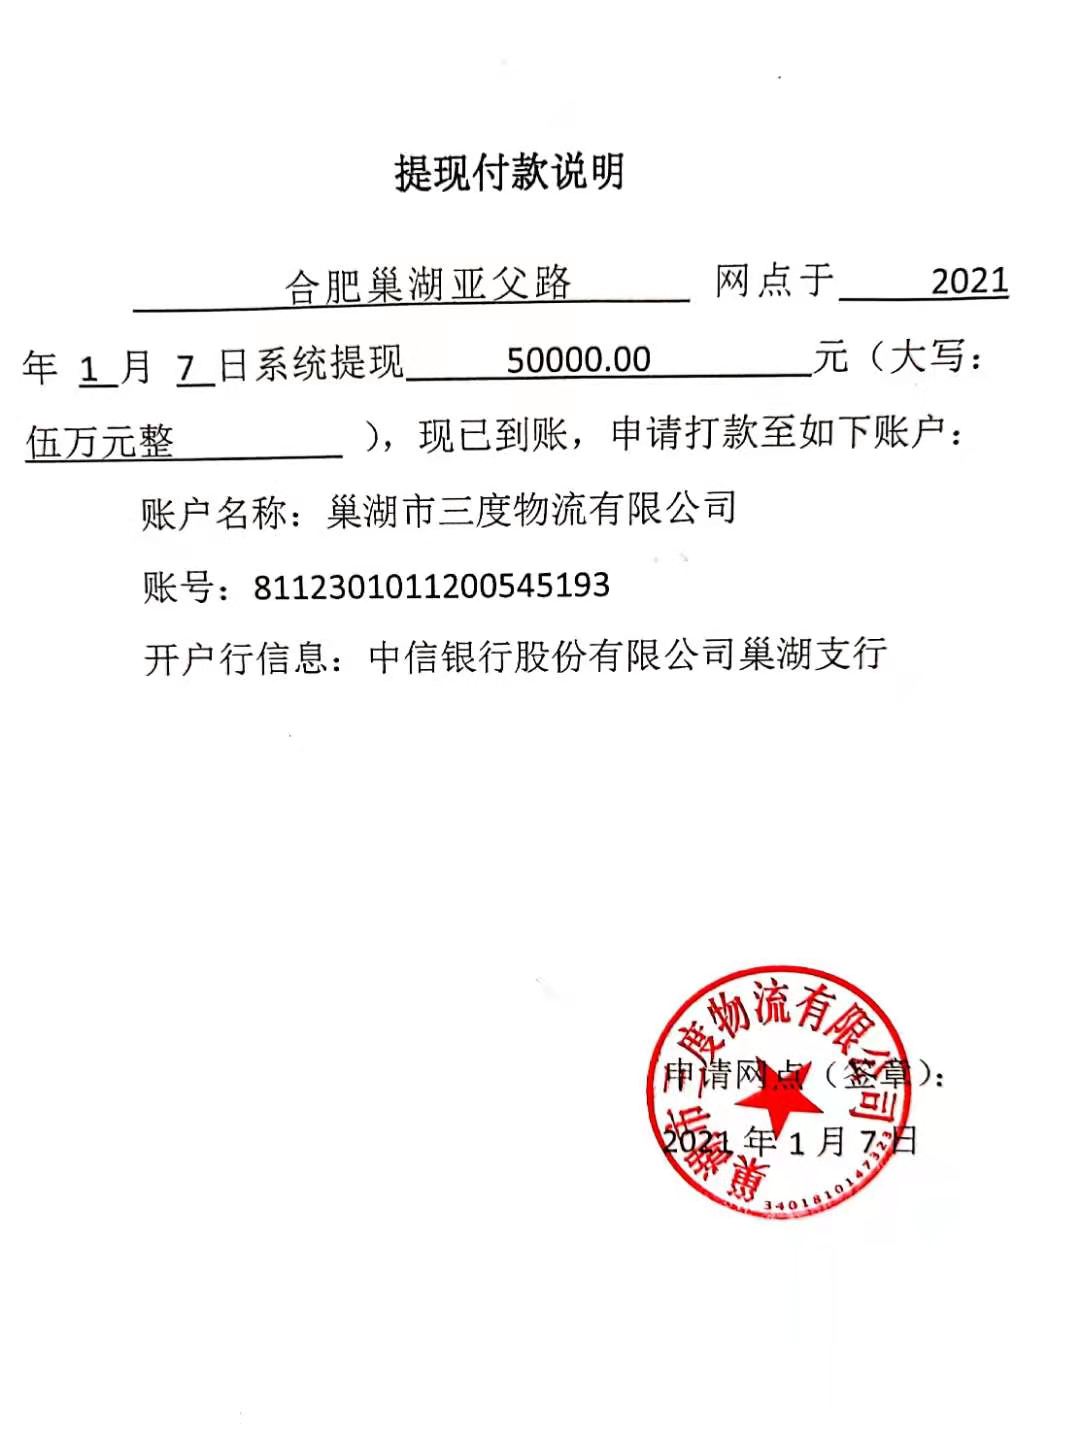 提现付款说明
合肥巢湖亚父路 网点于 2021
年 1 月 7 日系统提现 50000.00 元（大写：
伍万元整 ），现已到账，申请打款至如下账户：
账户名称：巢湖市三度物流有限公司
账号：8112301011200545193
开户行信息：中信银行股份有限公司巢湖支行
巢湖市三度物流有限公司
申请网点（签章）：
2021 年 1 月 7 日
3401810147323